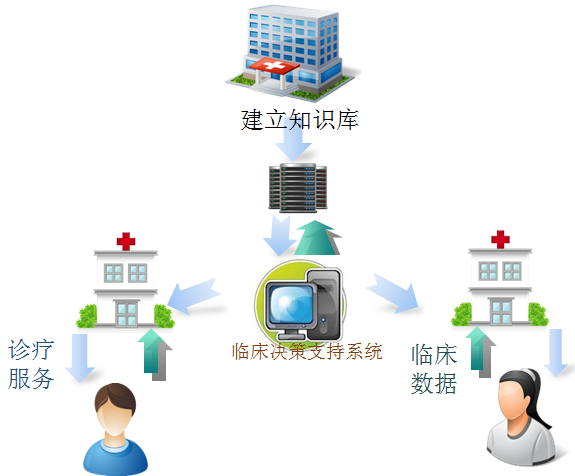 建立知识库
临床决策支持系统
诊疗
服务
临床
数据